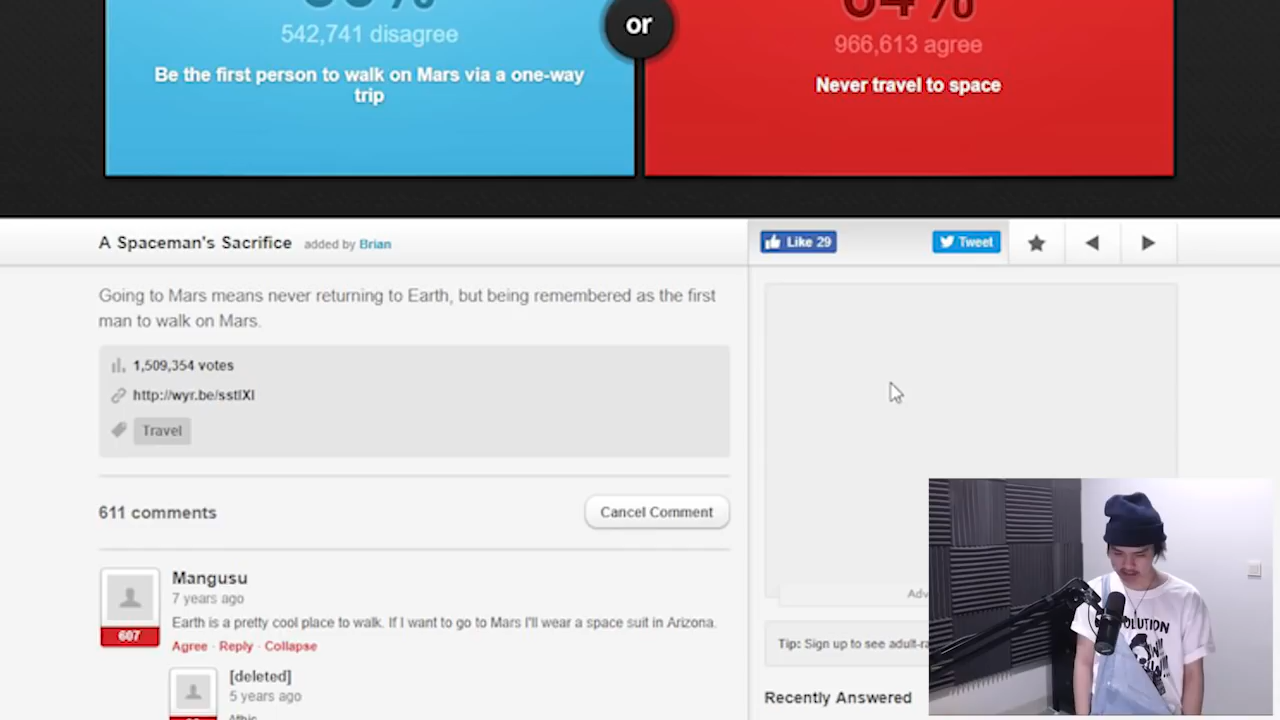 542,741 disagree
Be the first person to walk on Mars via a one-way
trip
or
64%
966,613 agree
Never travel to space
A Spaceman's Sacrifice added by Brian
Like 29
Tweet
Going to Mars means never returning to Earth, but being remembered as the first
man to walk on Mars.
1,509,354 votes
http://wyr.be/sstIXl
Travel
611 comments
Cancel Comment
Mangusu
7 years ago
607
Earth is a pretty cool place to walk. If I want to go to Mars I'll wear a space suit in Arizona.
Agree · Reply · Collapse
[deleted]
5 years ago
Tip: Sign up to see
Recently Answered